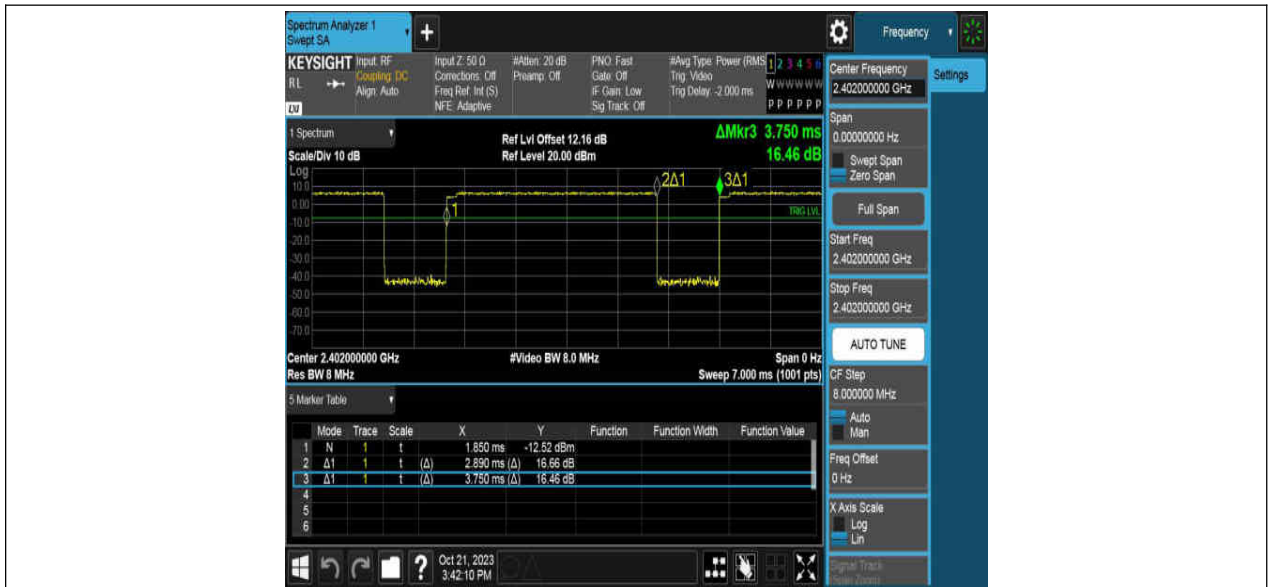 Spectrum Analyzer 1
Swept SA
+
Frequency
KEYSIGHT
RL
LXI
Input: RF
Coupling: DC
Align: Auto
Input Z: 50 Ω
Corrections: Off
Freq Ref: Int (S)
NFE: Adaptive
#Atten: 20 dB
Preamp: Off
PNO: Fast
Gate: Off
IF Gain: Low
Sig Track: Off
#Avg Type: Power (RMS
Trig: Video
Trig Delay: -2.000 ms
1 2 3 4 5 6
W W W W W W
P P P P P P
1 Spectrum
Scale/Div 10 dB
Ref Lvl Offset 12.16 dB
Ref Level 20.00 dBm
ΔMkr3 3.750 ms
16.46 dB
Log
10.0
0.00
-10.0
-20.0
-30.0
-40.0
-50.0
-60.0
-70.0
1
2Δ1
3Δ1
TRIG LVL
Center 2.402000000 GHz
#Video BW 8.0 MHz
Span 0 Hz
Res BW 8 MHz
Sweep 7.000 ms (1001 pts)
5 Marker Table
Mode Trace Scale X Y Function Function Width Function Value
1 N 1 t 1.850 ms -12.52 dBm
2 Δ1 1 t (Δ) 2.890 ms (Δ) 16.66 dB
3 Δ1 1 t (Δ) 3.750 ms (Δ) 16.46 dB
4
5
6
?
Oct 21, 2023
3:42:10 PM
Center Frequency
2.402000000 GHz
Settings
Span
0.00000000 Hz
Swept Span
Zero Span
Full Span
Start Freq
2.402000000 GHz
Stop Freq
2.402000000 GHz
AUTO TUNE
CF Step
8.000000 MHz
Auto
Man
Freq Offset
0 Hz
X Axis Scale
Log
Lin
Signal Track
(Span Zoom)